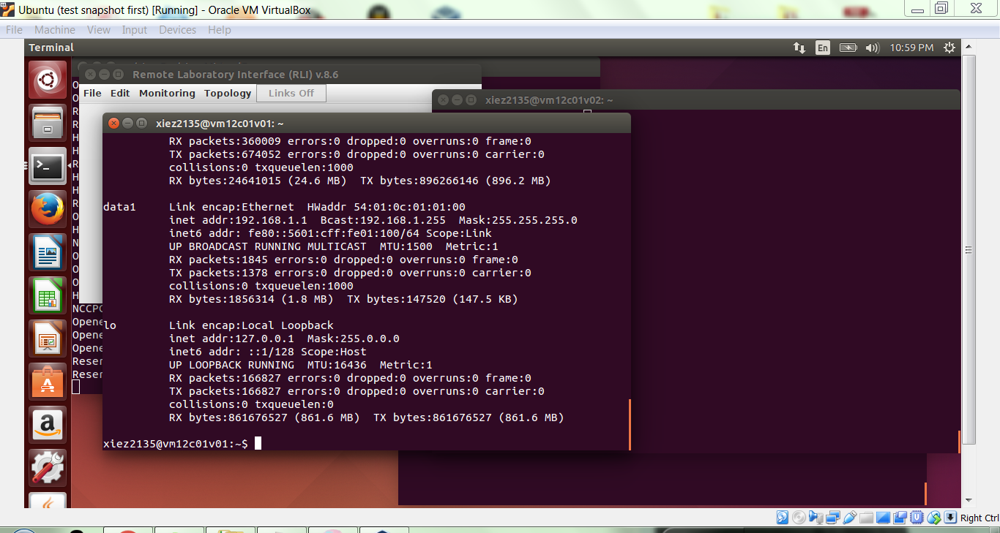 Ubuntu (test snapshot first) [Running] - Oracle VM VirtualBox
File Machine View Input Devices Help
Terminal
En
10:59 PM
Remote Laboratory Interface (RLI) v.8.6
File Edit Monitoring Topology Links Off
xiez2135@vm12c01v02: ~
xiez2135@vm12c01v01: ~
RX packets:360009 errors:0 dropped:0 overruns:0 frame:0
TX packets:674052 errors:0 dropped:0 overruns:0 carrier:0
collisions:0 txqueuelen:1000
RX bytes:24641015 (24.6 MB)  TX bytes:896266146 (896.2 MB)
data1     Link encap:Ethernet  HWaddr 54:01:0c:01:01:00
inet addr:192.168.1.1  Bcast:192.168.1.255  Mask:255.255.255.0
inet6 addr: fe80::5601:cff:fe01:100/64 Scope:Link
UP BROADCAST RUNNING MULTICAST  MTU:1500  Metric:1
RX packets:1845 errors:0 dropped:0 overruns:0 frame:0
TX packets:1378 errors:0 dropped:0 overruns:0 carrier:0
collisions:0 txqueuelen:1000
RX bytes:1856314 (1.8 MB)  TX bytes:147520 (147.5 KB)
lo        Link encap:Local Loopback
inet addr:127.0.0.1  Mask:255.0.0.0
inet6 addr: ::1/128 Scope:Host
UP LOOPBACK RUNNING  MTU:16436  Metric:1
RX packets:166827 errors:0 dropped:0 overruns:0 frame:0
TX packets:166827 errors:0 dropped:0 overruns:0 carrier:0
collisions:0 txqueuelen:0
RX bytes:861676527 (861.6 MB)  TX bytes:861676527 (861.6 MB)
xiez2135@vm12c01v01:~$
O
O
R
R
H
H
R
H
H
R
O
H
N
O
O
O
H
NCCPC
Opene
Opene
Opene
Reser
Reser
Right Ctrl